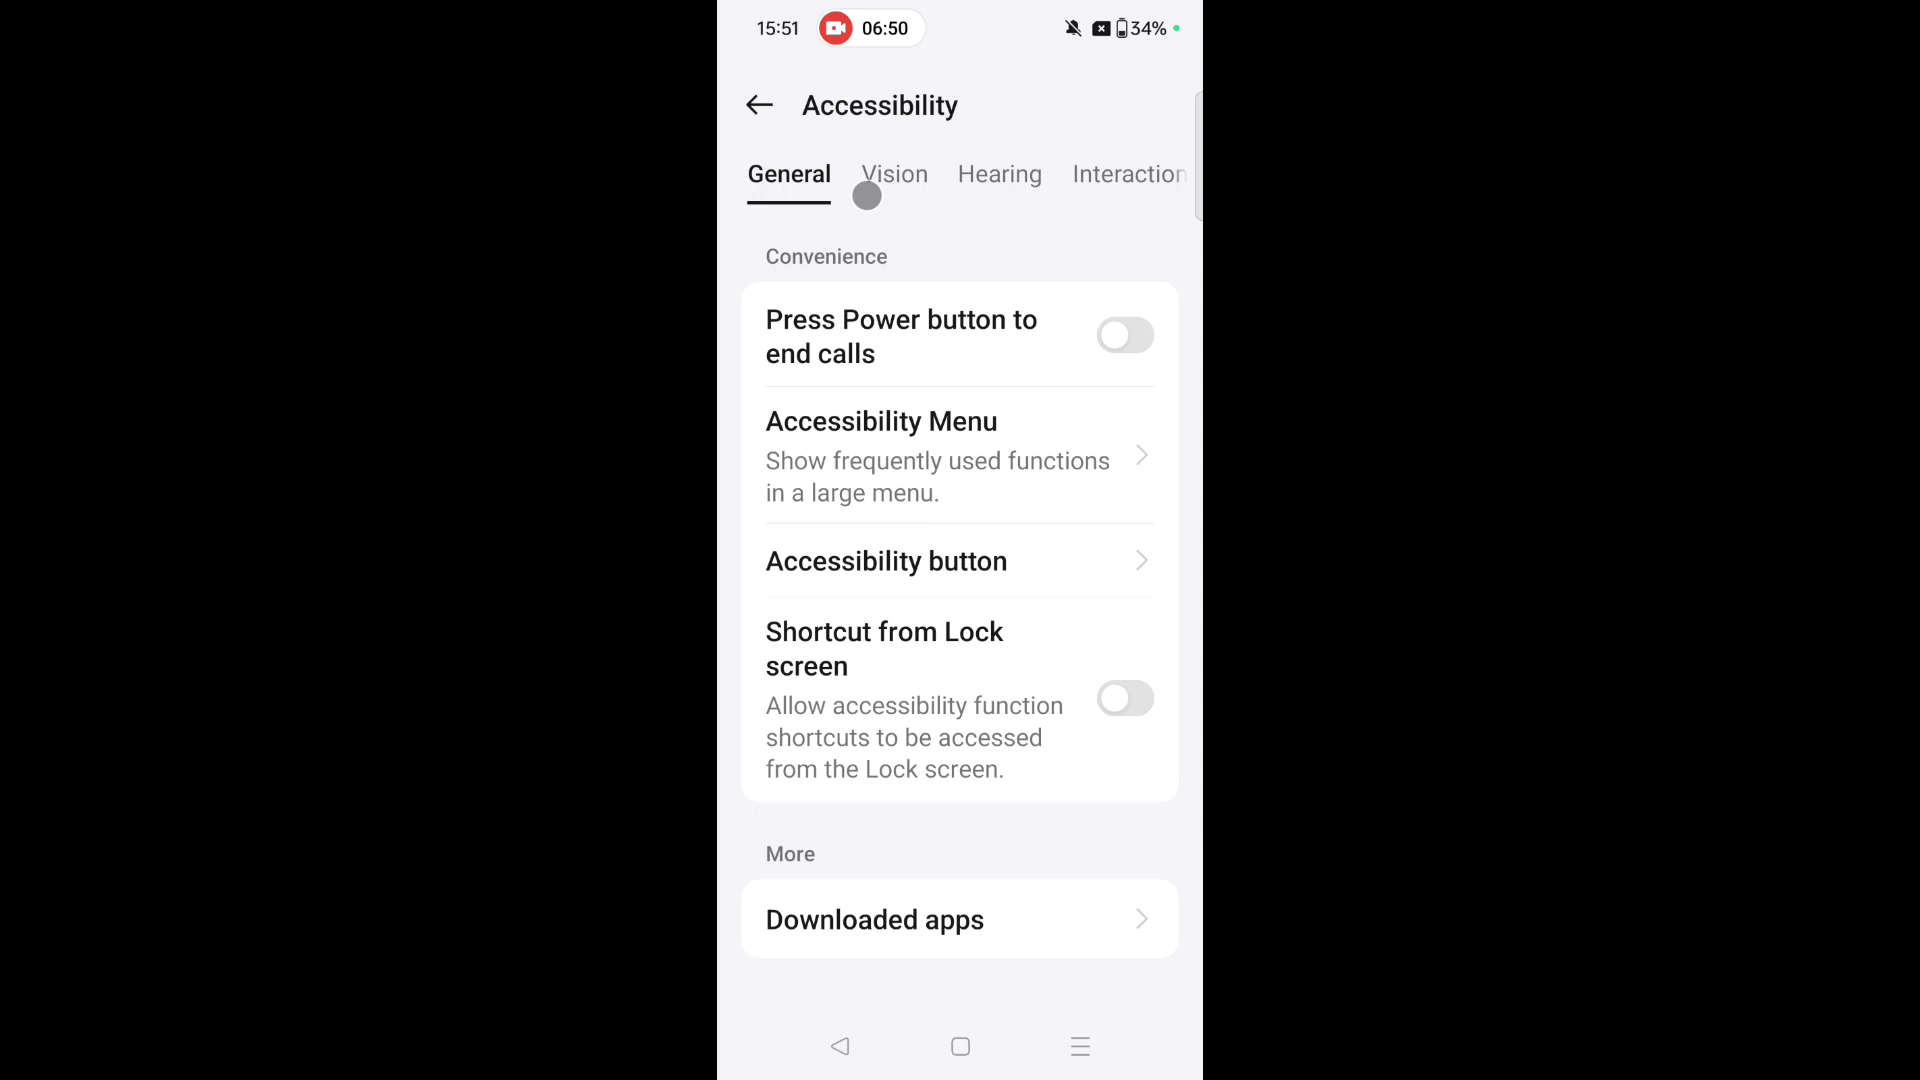 15:51 06:50 34%
Accessibility
General Vision Hearing Interaction
Convenience
Press Power button to
end calls
Accessibility Menu
Show frequently used functions
in a large menu.
Accessibility button
Shortcut from Lock
screen
Allow accessibility function
shortcuts to be accessed
from the Lock screen.
More
Downloaded apps